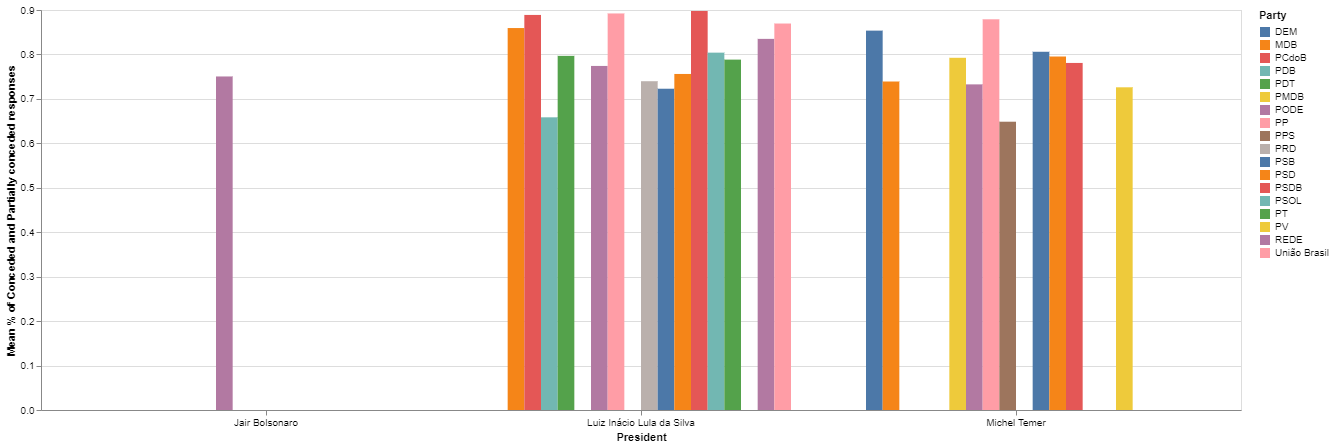 Mean % of Conceded and Partially conceded responses
0.9
0.8
0.7
0.6
0.5
0.4
0.3
0.2
0.1
0.0
Jair Bolsonaro
Luiz Inácio Lula da Silva
Michel Temer
President
Party
DEM
MDB
PCdoB
PDB
PDT
PMDB
PODE
PP
PPS
PRD
PSB
PSD
PSDB
PSOL
PT
PV
REDE
União Brasil